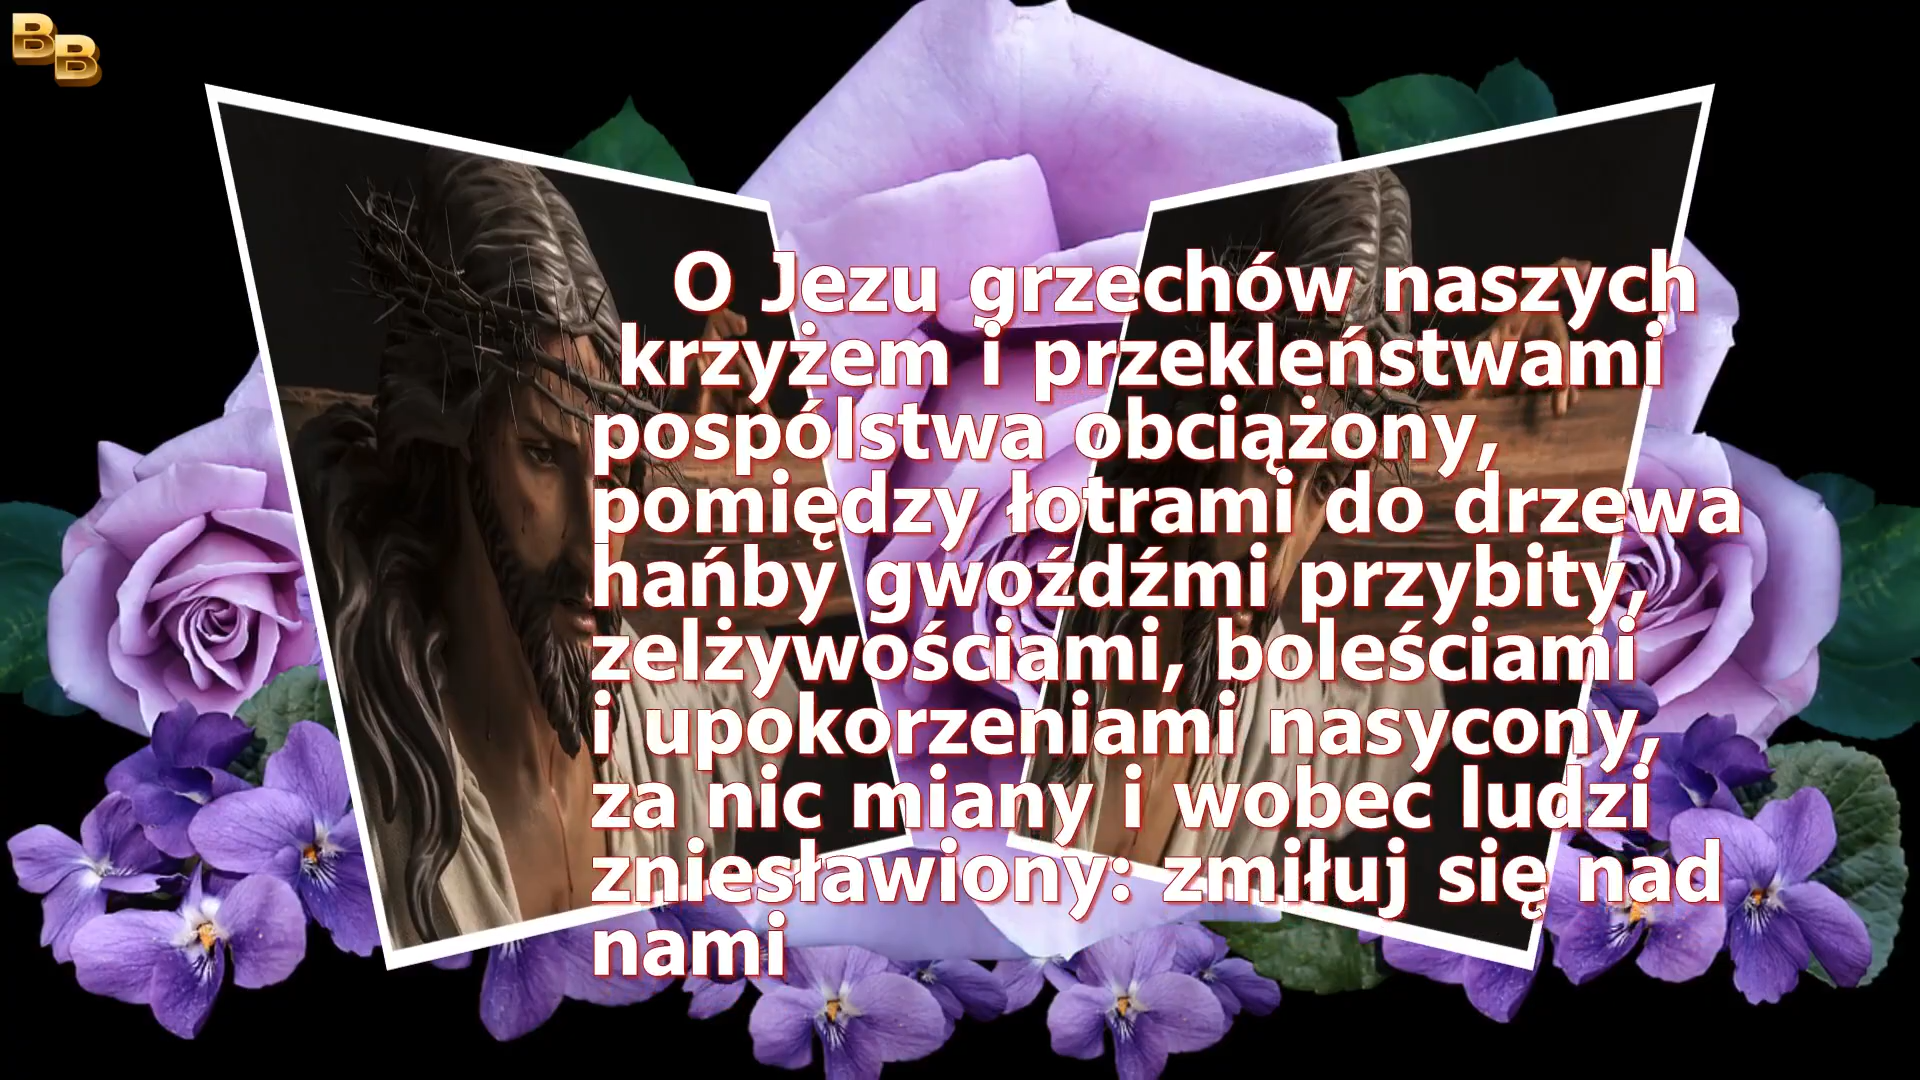 BB
O Jezu grzechów naszych
krzyżem i przekleństwami
pospólstwa obciążony,
pomiędzy łotrami do drzewa
hańby gwoźdźmi przybity,
zelżywościami, boleściami
i upokorzeniami nasycony,
za nic miany i wobec ludzi
zniesławiony: zmiłuj się nad
nami